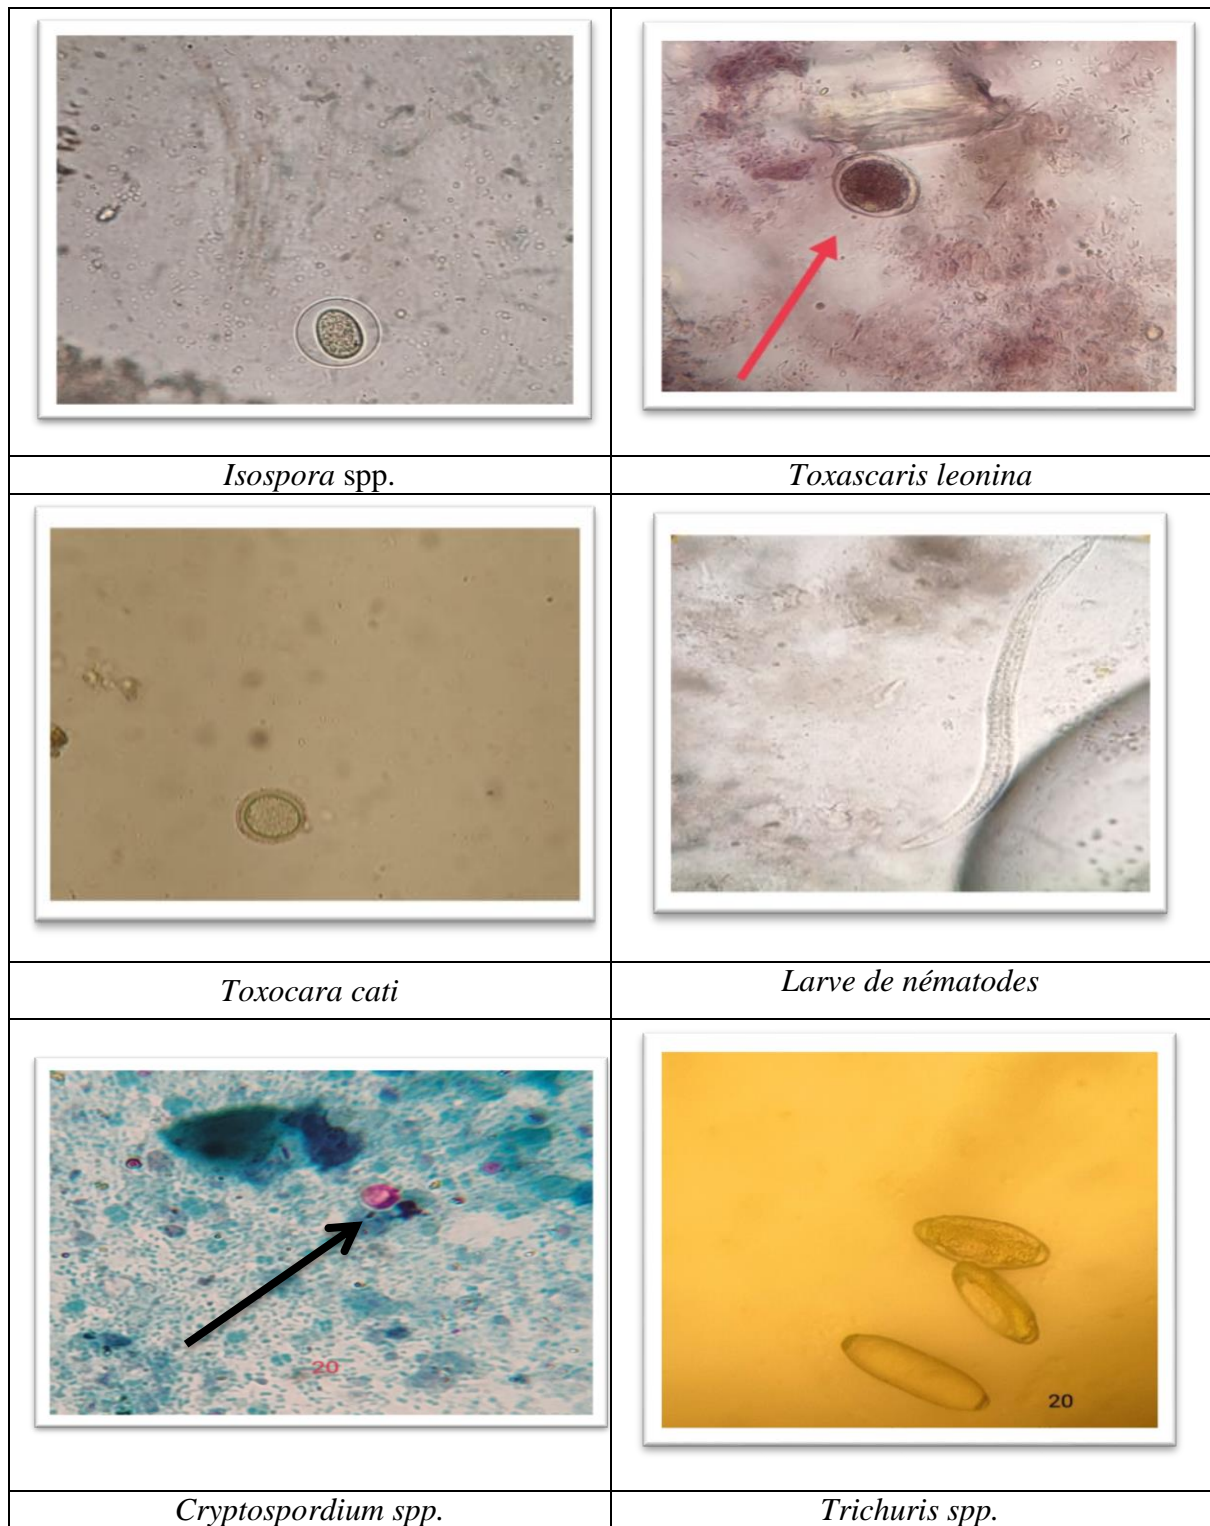 Isospora spp.
Toxascaris leonina
Toxocara cati
Larve de nématodes
20
20
Cryptospordium spp.
Trichuris spp.